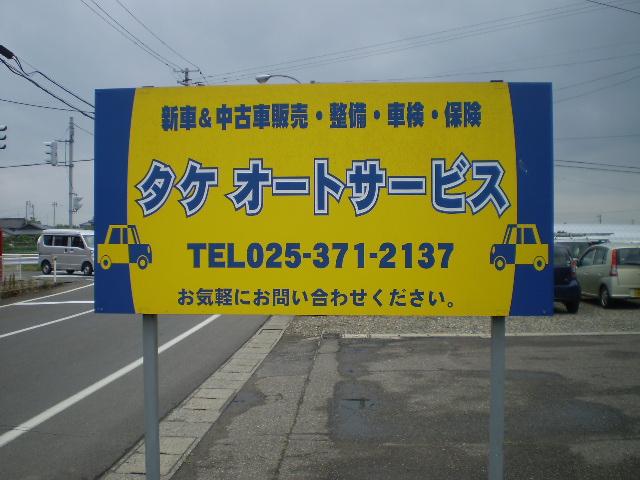 新車&中古車販売・整備・車検・保険
タケ オートサービス
TEL025-371-2137
お気軽にお問い合わせください。